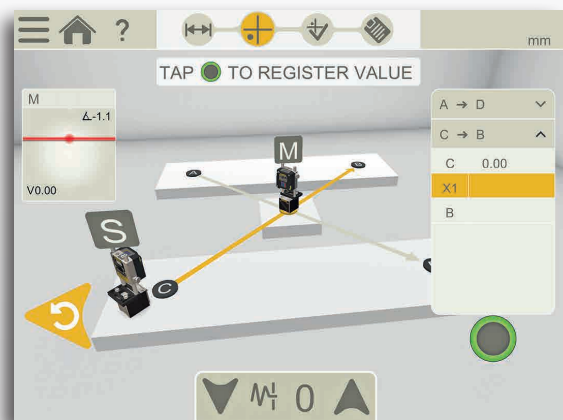 ?
mm
TAP TO REGISTER VALUE
M
∡-1.1
V0.00
A → D
C → B
C 0.00
X1
B
A
M
B
S
C
0